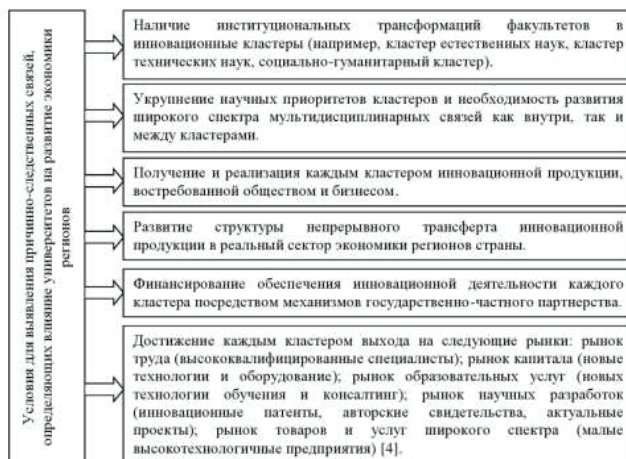 Условия для выявления причинно-следственных связей,
определяющих влияние университетов на развитие экономики
регионов
Наличие институциональных трансформаций факультетов в
инновационные кластеры (например, кластер естественных наук, кластер
технических наук, социально-гуманитарный кластер).
Укрупнение научных приоритетов кластеров и необходимость развития
широкого спектра мультидисциплинарных связей как внутри, так и
между кластерами.
Получение и реализация каждым кластером инновационной продукции,
востребованной обществом и бизнесом.
Развитие структуры непрерывного трансферта инновационной
продукции в реальный сектор экономики регионов страны.
Финансирование обеспечения инновационной деятельности каждого
кластера посредством механизмов государственно-частного партнерства.
Достижение каждым кластером выхода на следующие рынки: рынок
труда (высококвалифицированные специалисты); рынок капитала (новые
технологии и оборудование); рынок образовательных услуг (новых
технологии обучения и консалтинг); рынок научных разработок
(инновационные патенты, авторские свидетельства, актуальные
проекты); рынок товаров и услуг широкого спектра (малые
высокотехнологичные предприятия) [4].